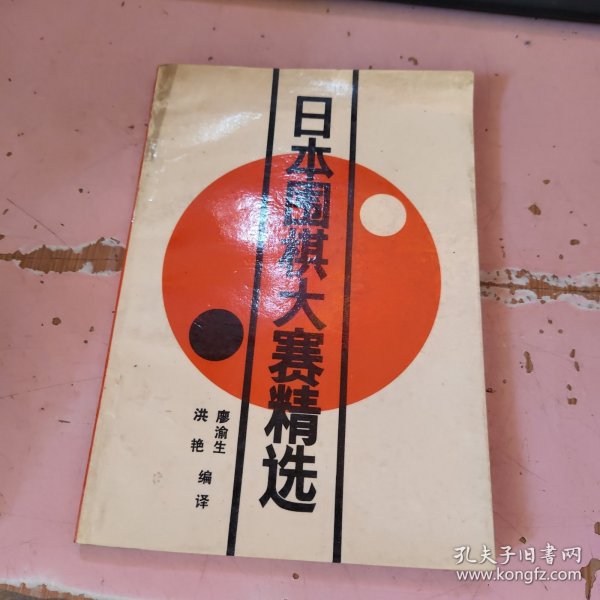 日本围棋大赛精选
廖渝生
洪艳 编译
孔夫子旧书网
www.kongfz.com